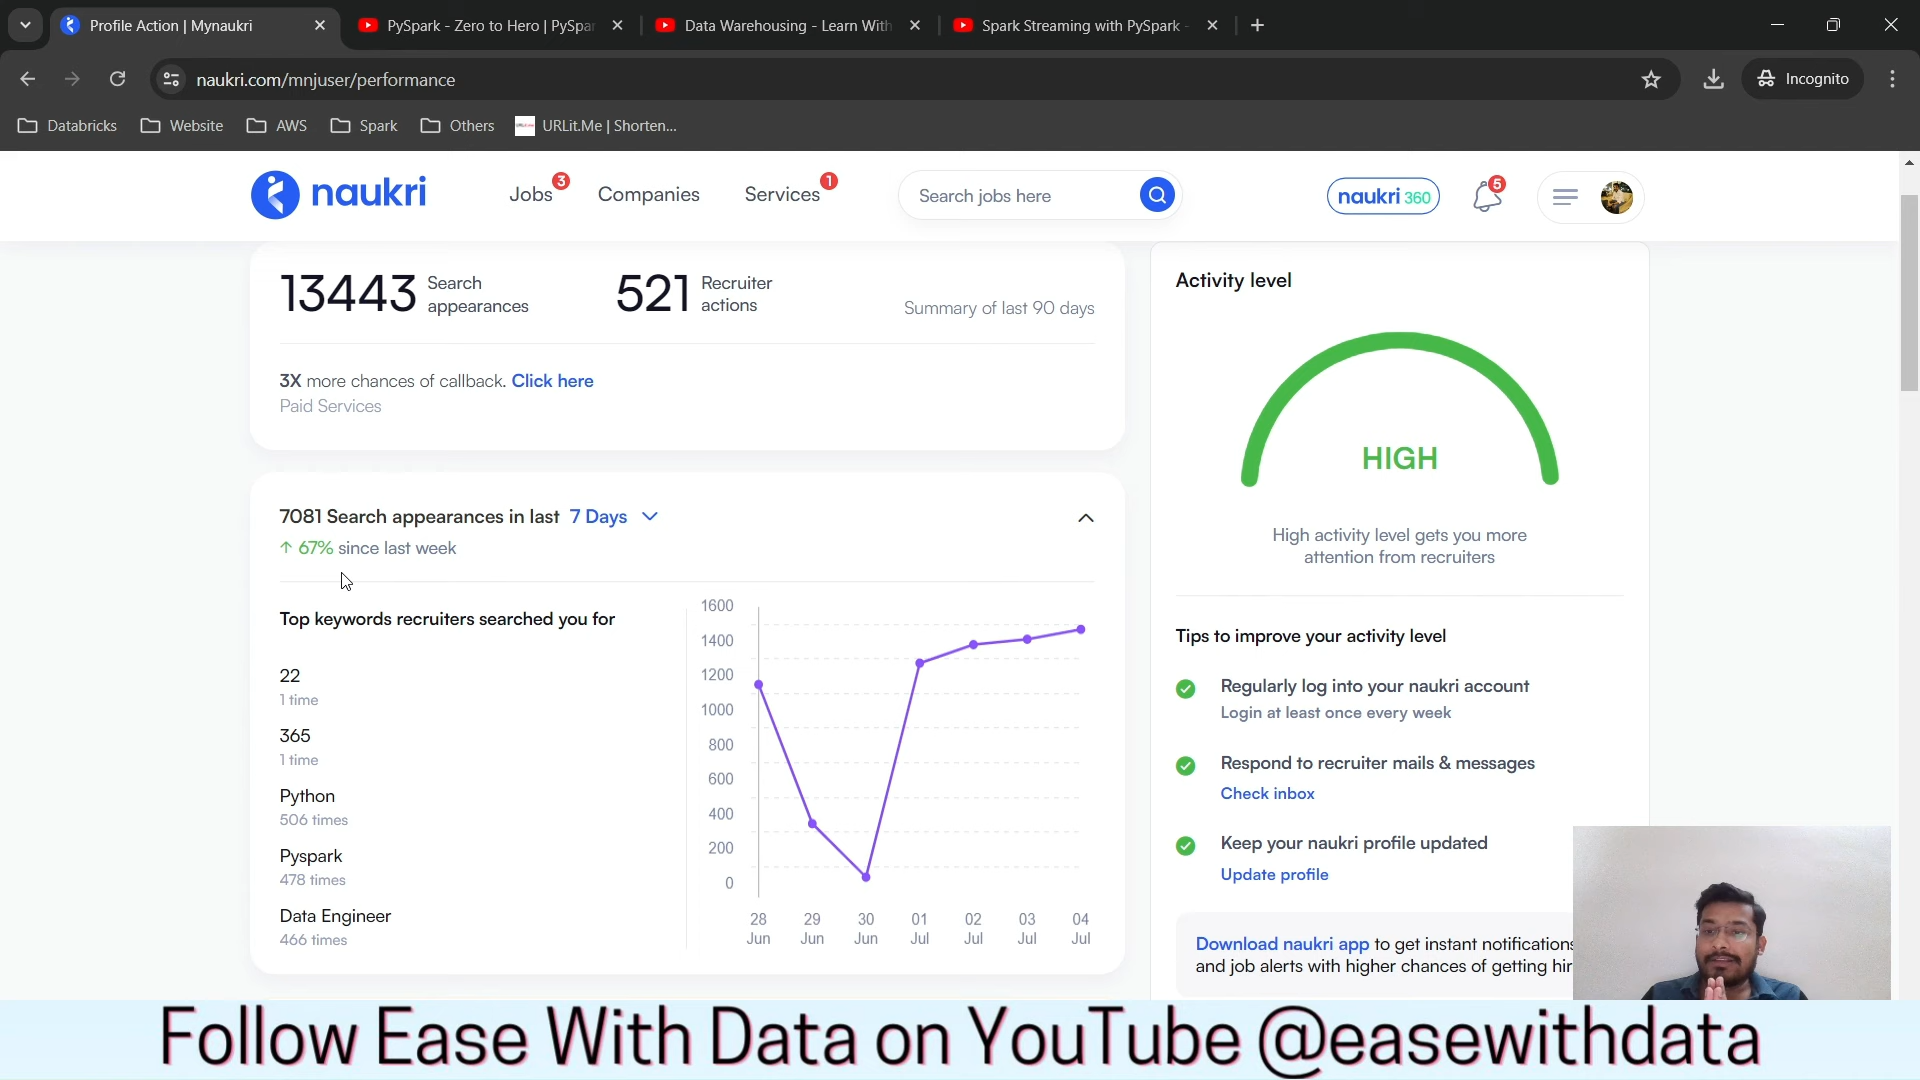 Profile Action | Mynaukri
PySpark - Zero to Hero | PySpar
Data Warehousing - Learn With
Spark Streaming with PySpark -
naukri.com/mnjuser/performance
Incognito
Databricks
Website
AWS
Spark
Others
URLit.Me | Shorten...
naukri
Jobs 3
Companies
Services 1
Search jobs here
naukri 360
5
13443 Search appearances
521 Recruiter actions
Summary of last 90 days
3X more chances of callback. Click here
Paid Services
7081 Search appearances in last 7 Days
↑ 67% since last week
Top keywords recruiters searched you for
22
1 time
365
1 time
Python
506 times
Pyspark
478 times
Data Engineer
466 times
1600
1400
1200
1000
800
600
400
200
0
28 Jun
29 Jun
30 Jun
01 Jul
02 Jul
03 Jul
04 Jul
Activity level
HIGH
High activity level gets you more
attention from recruiters
Tips to improve your activity level
Regularly log into your naukri account
Login at least once every week
Respond to recruiter mails & messages
Check inbox
Keep your naukri profile updated
Update profile
Download naukri app to get instant notifications
and job alerts with higher chances of getting hir
Follow Ease With Data on YouTube @easewithdata